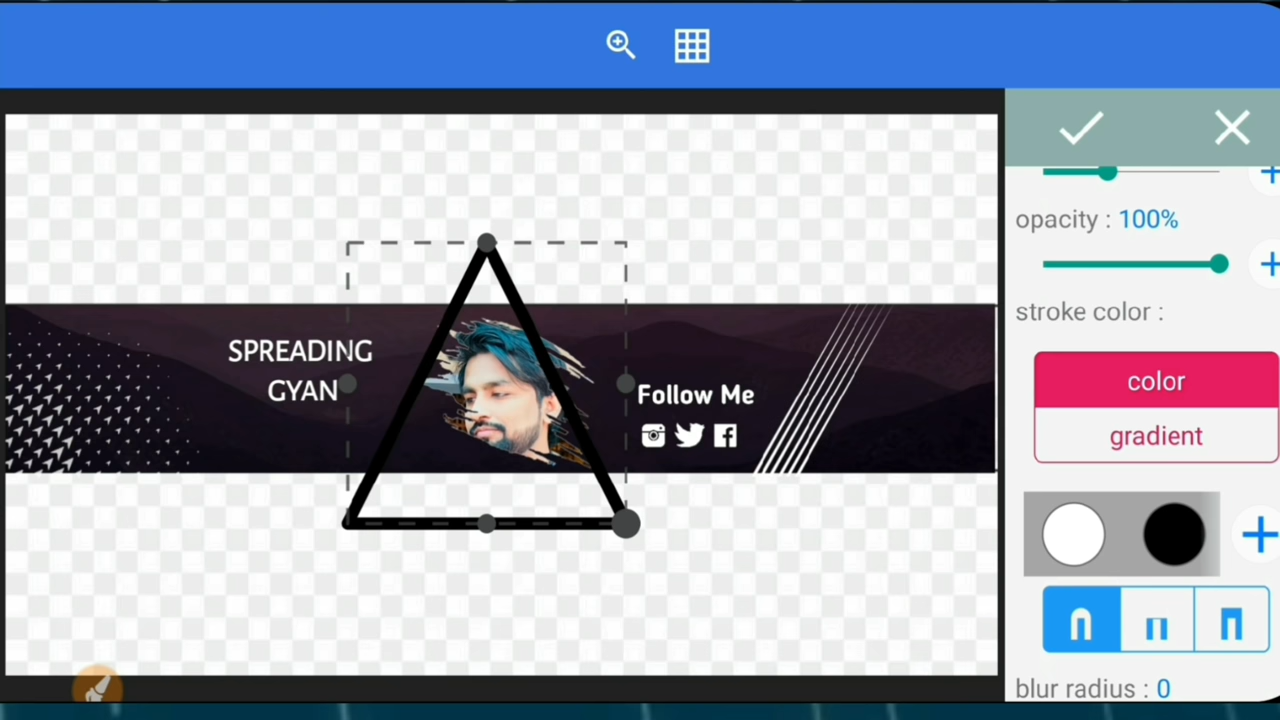 opacity : 100%
stroke color :
color
gradient
blur radius : 0
SPREADING
GYAN
Follow Me